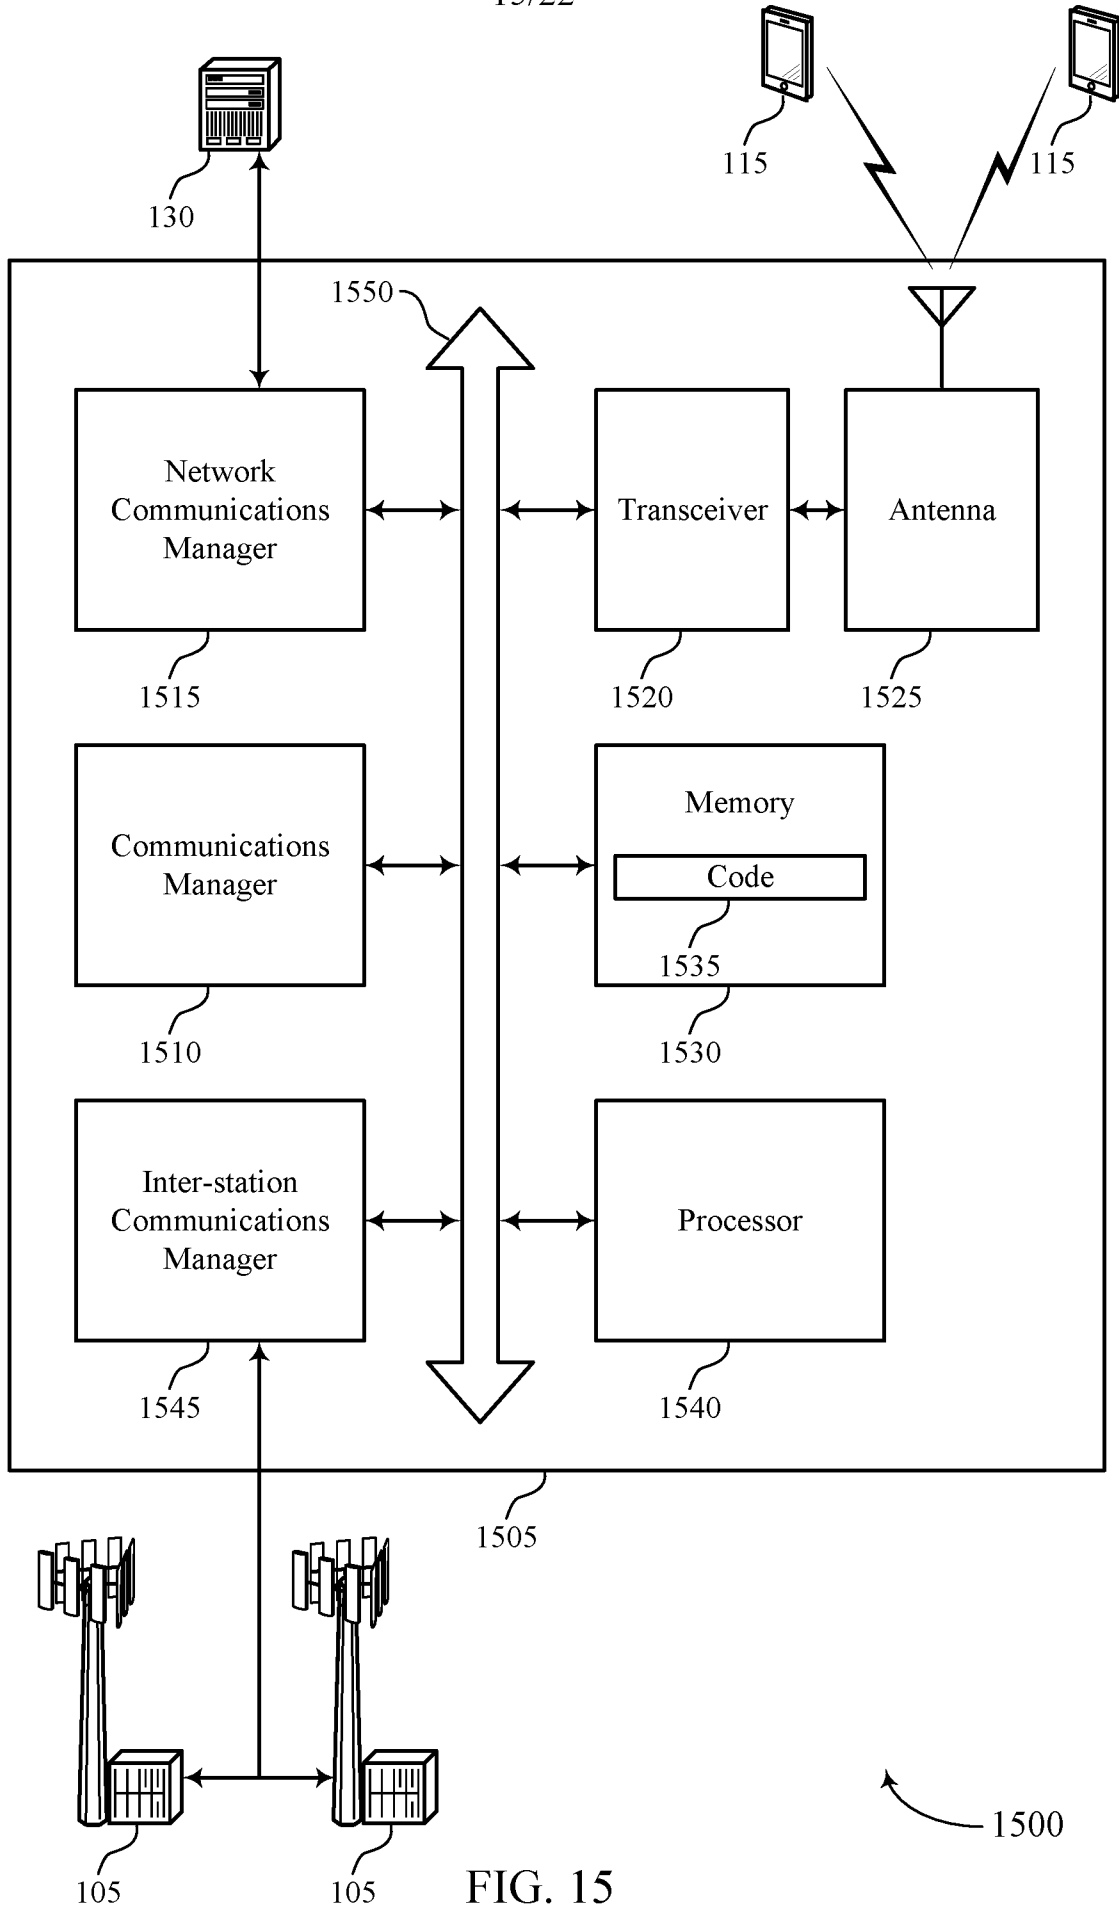 115
115
130
1550
Network
Communications
Manager
Transceiver
Antenna
1515
1520
1525
Communications
Manager
Memory
Code
1535
1510
1530
Inter-station
Communications
Manager
Processor
1545
1540
1505
1500
105
105
FIG. 15